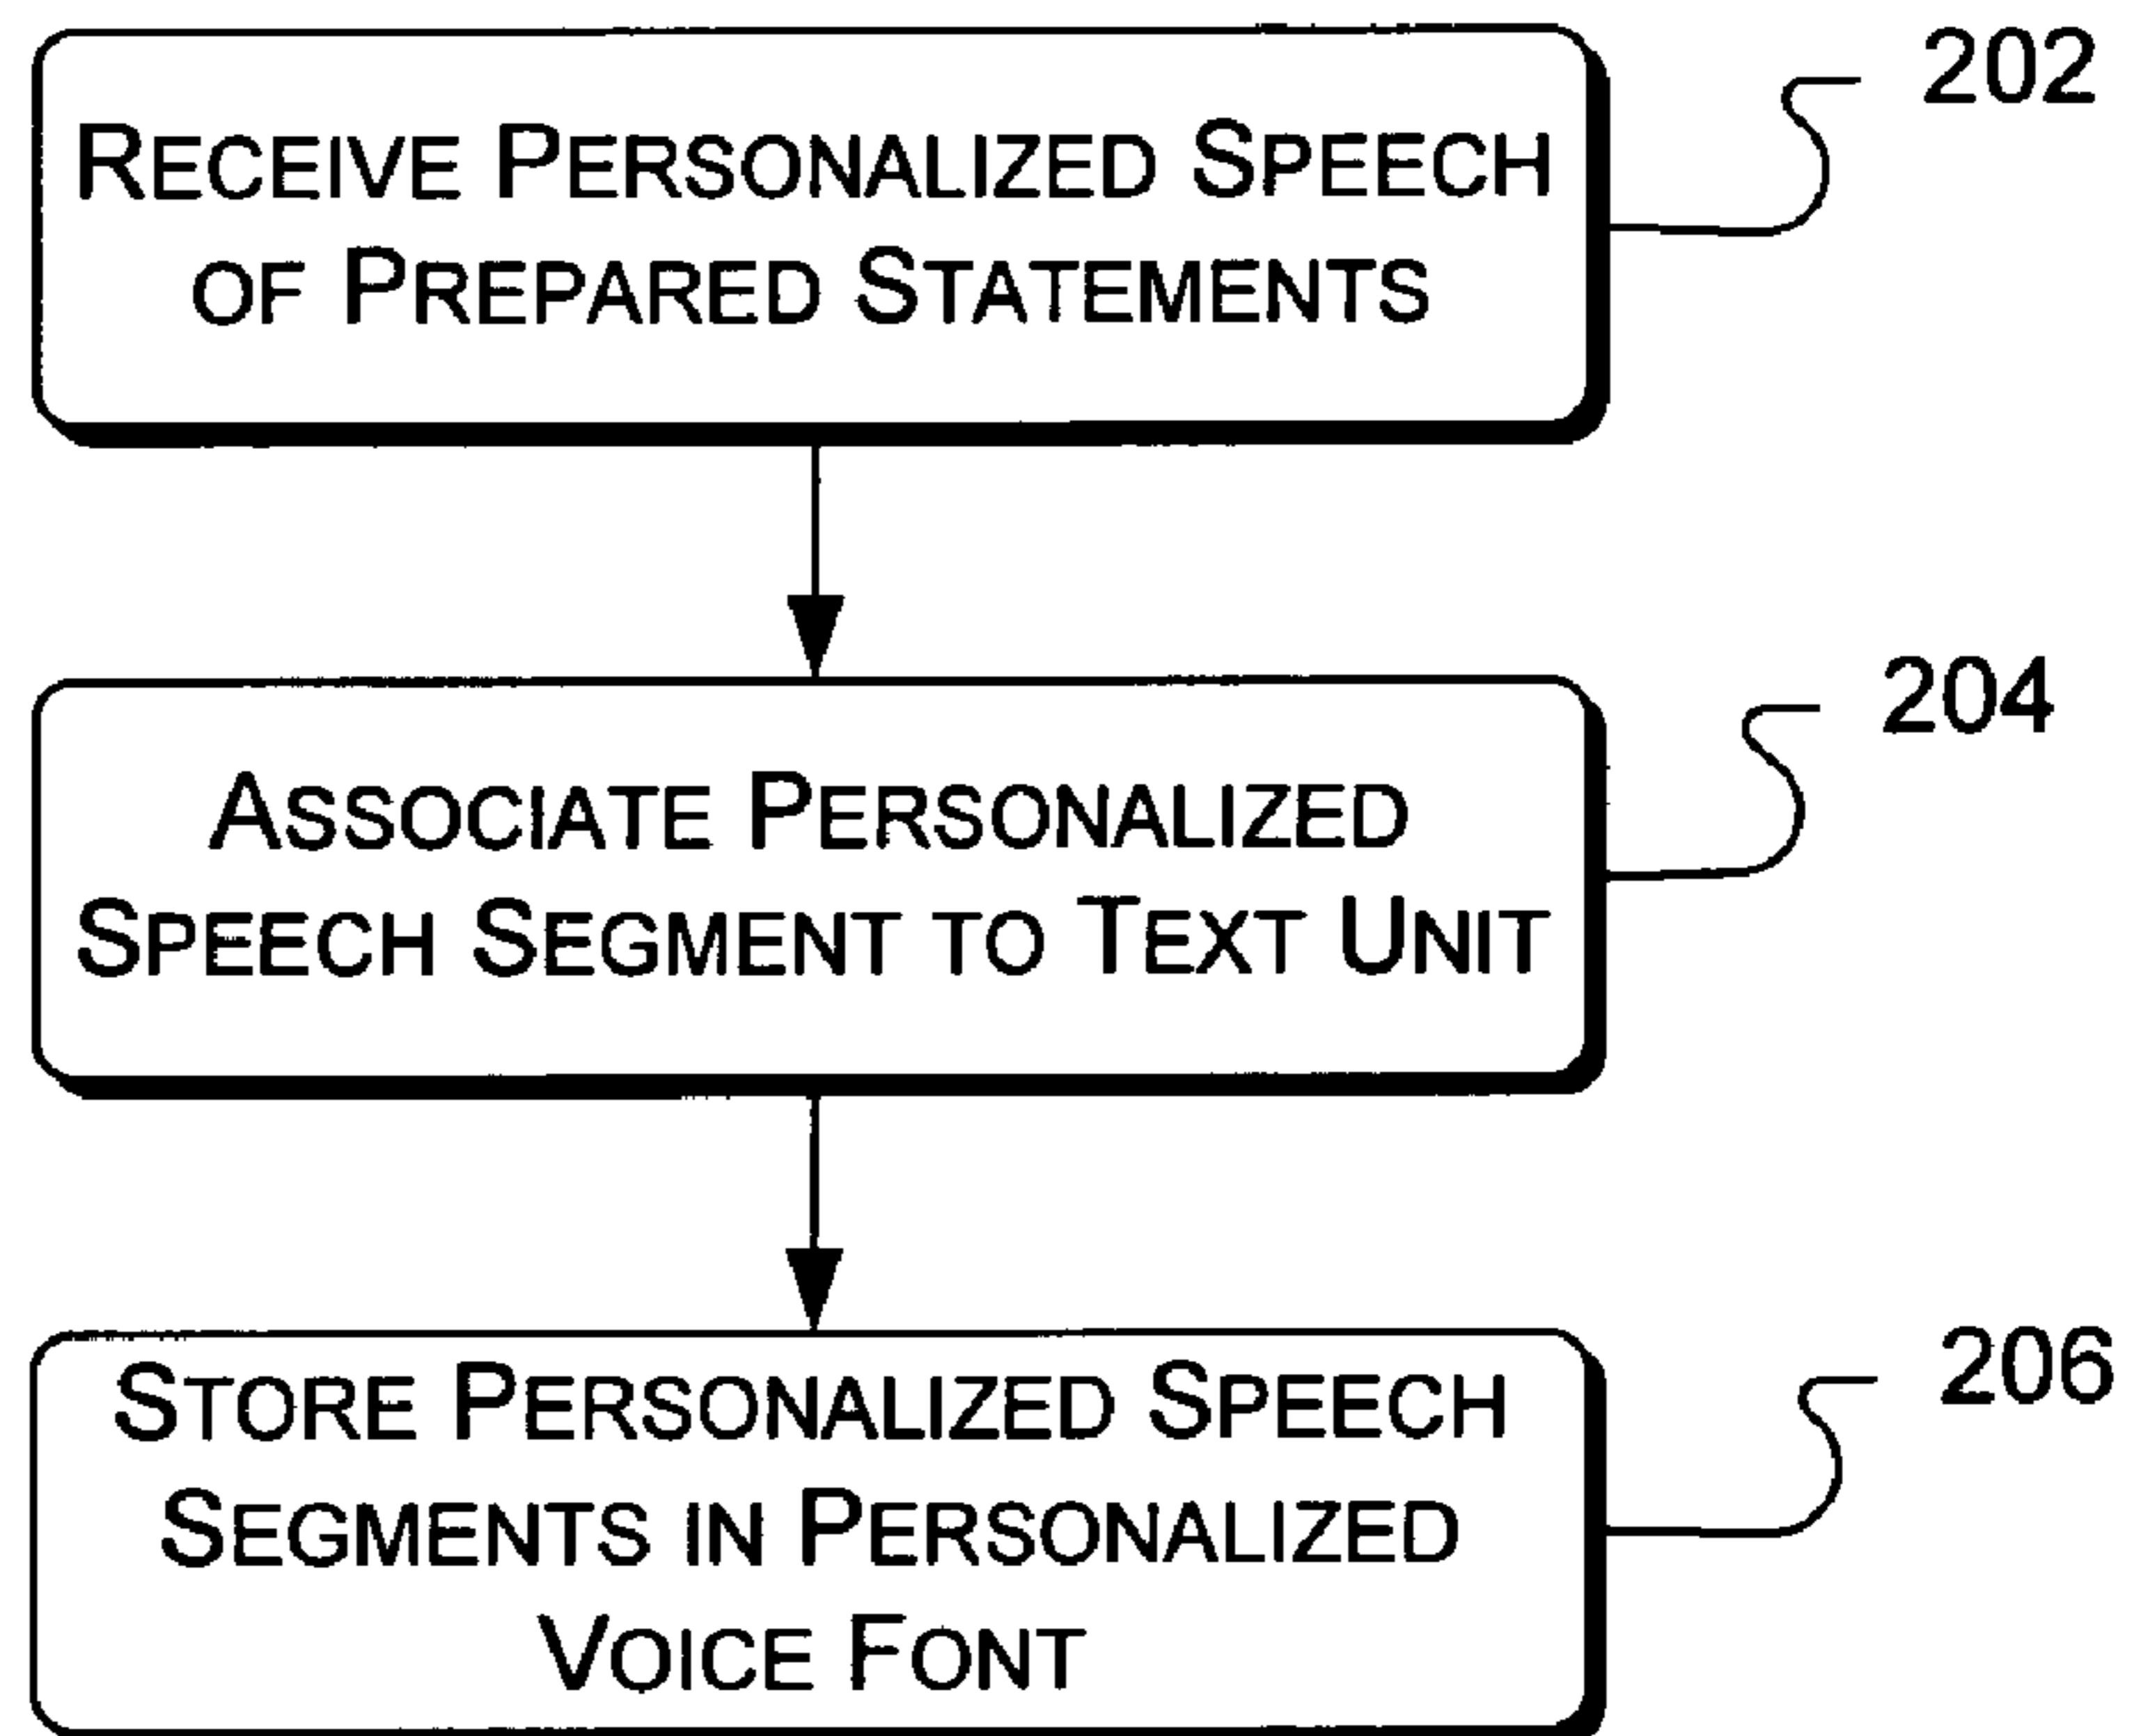 RECEIVE PERSONALIZED SPEECH
OF PREPARED STATEMENTS
202
ASSOCIATE PERSONALIZED
SPEECH SEGMENT TO TEXT UNIT
204
STORE PERSONALIZED SPEECH
SEGMENTS IN PERSONALIZED
VOICE FONT
206